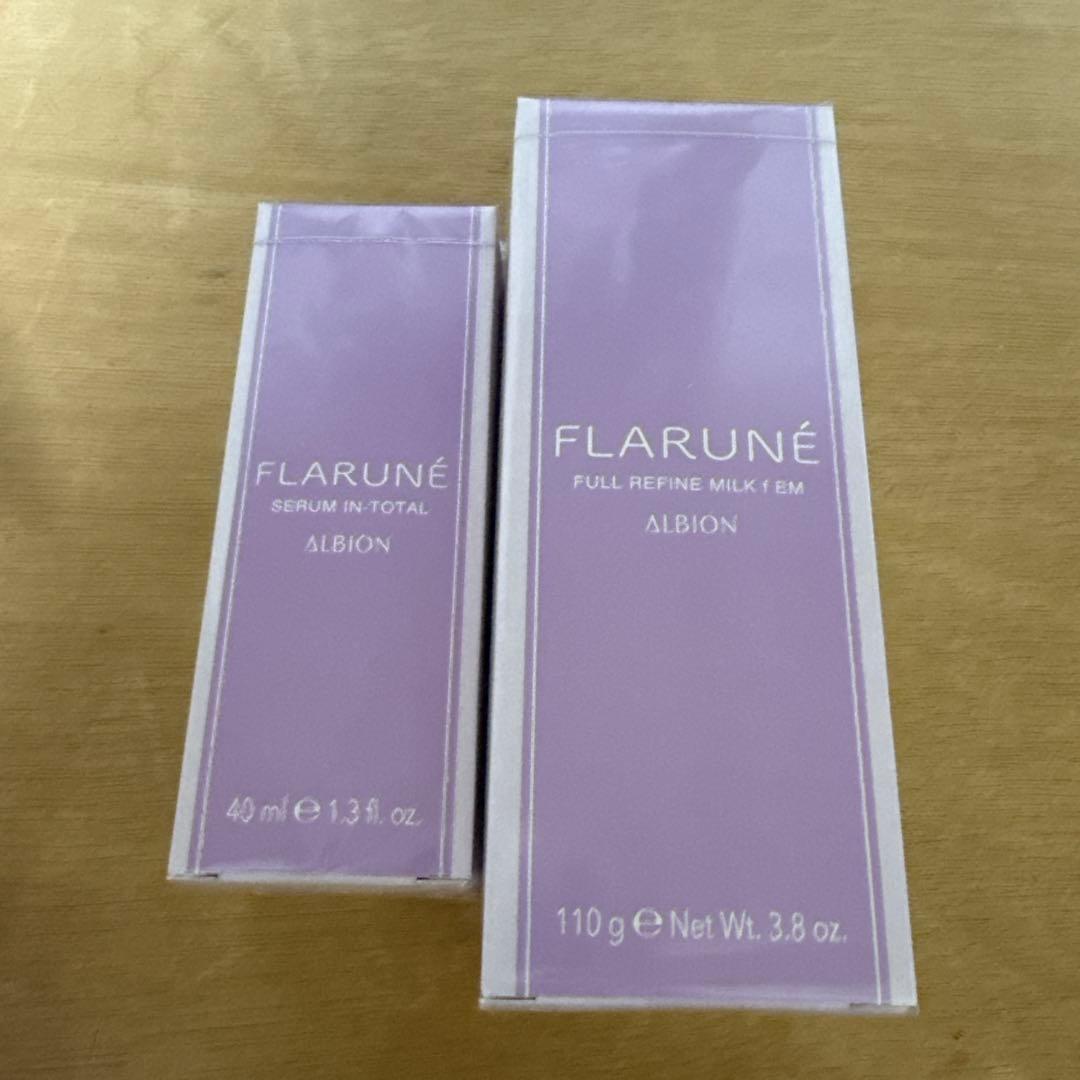 FLARUNÉ
SERUM IN-TOTAL
ALBION
40 ml ℮ 1.3 fl. oz.
FLARUNÉ
FULL REFINE MILK f EM
ALBION
110 g ℮ Net Wt. 3.8 oz.